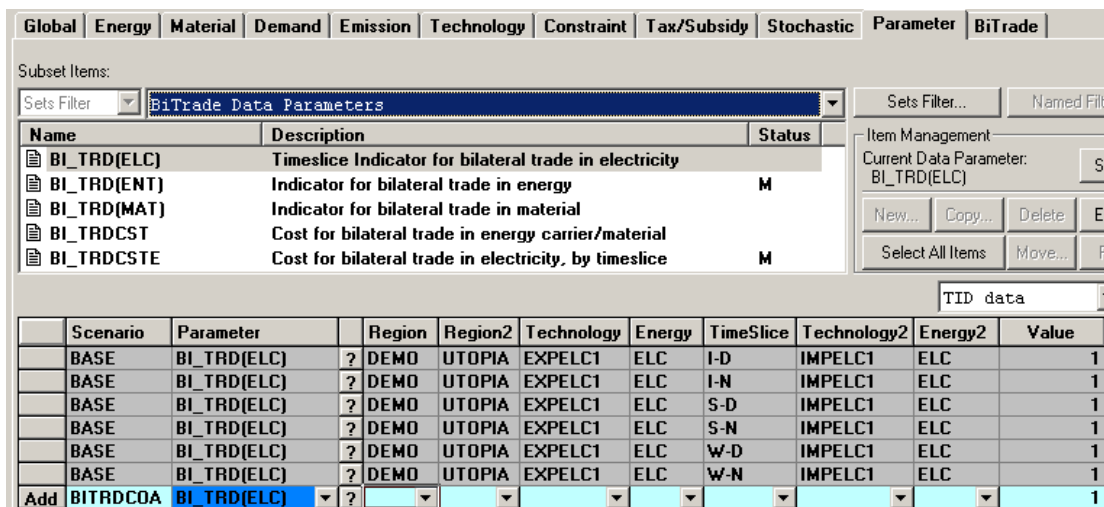 Global Energy Material Demand Emission Technology Constraint Tax/Subsidy Stochastic Parameter BiTrade
Subset Items:
Sets Filter BiTrade Data Parameters Sets Filter... Named Filt
Name Description Status
Item Management
BI_TRD(ELC) Timeslice Indicator for bilateral trade in electricity
Current Data Parameter:
BI_TRD(ELC)
S
BI_TRD(ENT) Indicator for bilateral trade in energy M
BI_TRD(MAT) Indicator for bilateral trade in material
New... Copy... Delete E
BI_TRDCST Cost for bilateral trade in energy carrier/material
BI_TRDCSTE Cost for bilateral trade in electricity, by timeslice M
Select All Items Move...
TID data
Scenario Parameter Region Region2 Technology Energy TimeSlice Technology2 Energy2 Value
BASE BI_TRD(ELC) ? DEMO UTOPIA EXPELC1 ELC I-D IMPELC1 ELC 1
BASE BI_TRD(ELC) ? DEMO UTOPIA EXPELC1 ELC I-N IMPELC1 ELC 1
BASE BI_TRD(ELC) ? DEMO UTOPIA EXPELC1 ELC S-D IMPELC1 ELC 1
BASE BI_TRD(ELC) ? DEMO UTOPIA EXPELC1 ELC S-N IMPELC1 ELC 1
BASE BI_TRD(ELC) ? DEMO UTOPIA EXPELC1 ELC W-D IMPELC1 ELC 1
BASE BI_TRD(ELC) ? DEMO UTOPIA EXPELC1 ELC W-N IMPELC1 ELC 1
Add BITRDCOA BI_TRD(ELC) ? 1